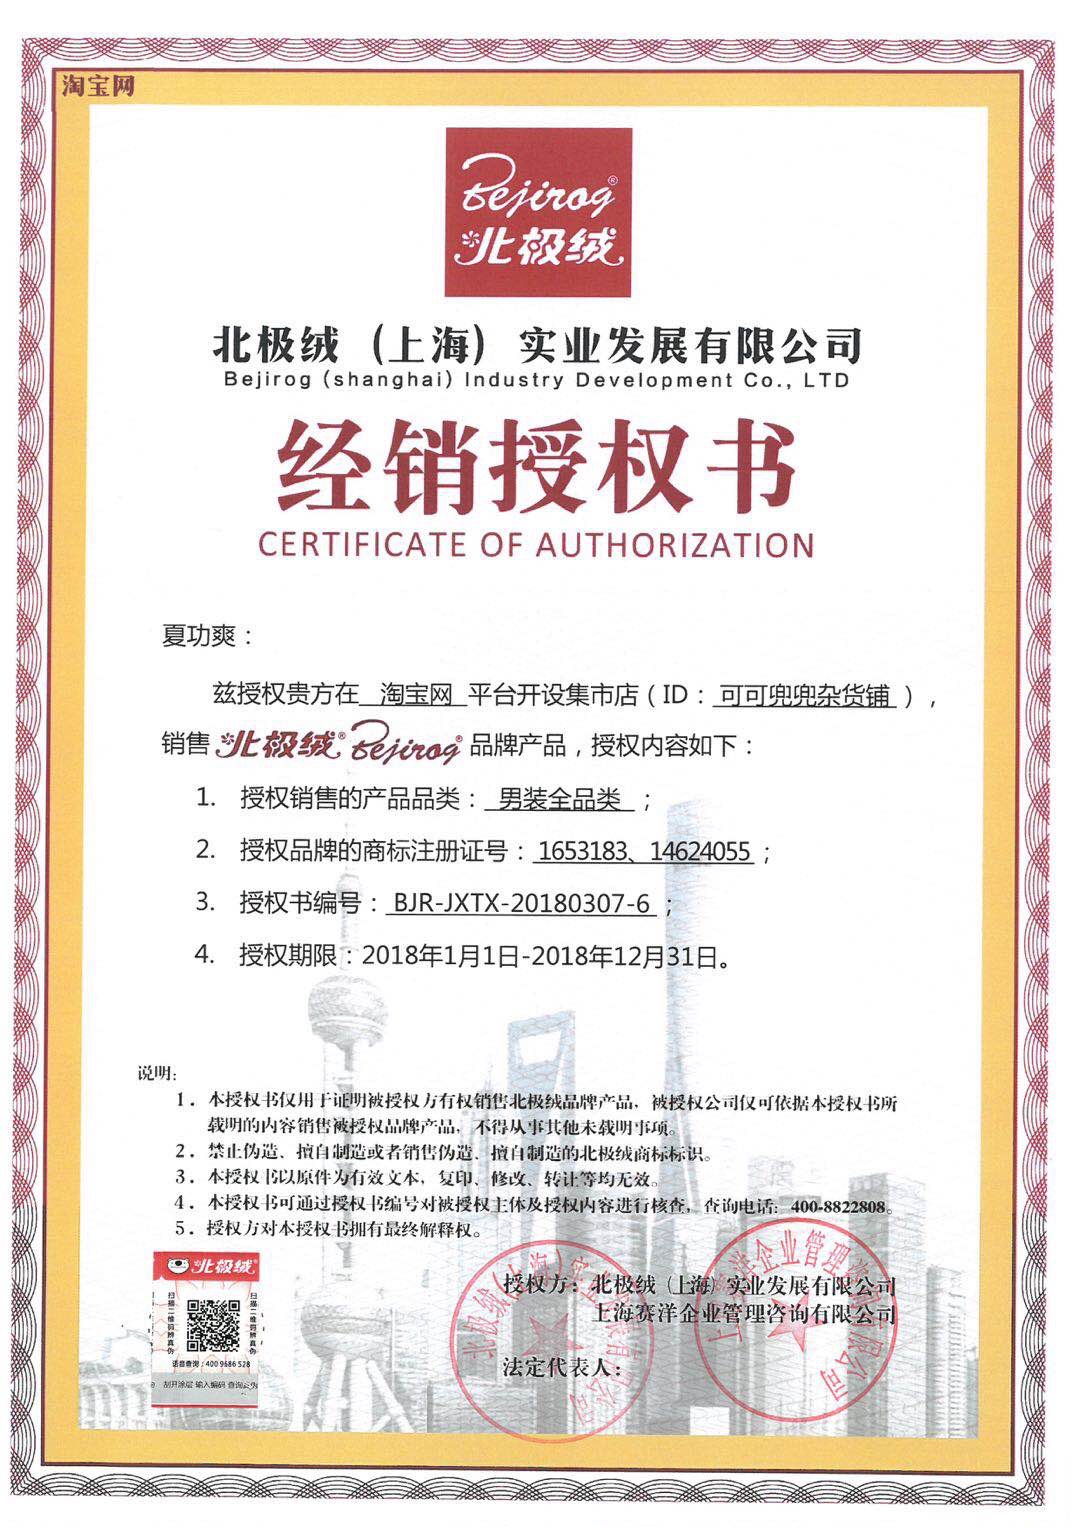 淘宝网
Bejirog®
北极绒
北极绒（上海）实业发展有限公司
Bejirog (shanghai) Industry Development Co., LTD
经销授权书
CERTIFICATE OF AUTHORIZATION
夏功爽：
兹授权贵方在 淘宝网 平台开设集市店（ID： 可可兜兜杂货铺 ），
销售 北极绒® Bejirog® 品牌产品，授权内容如下：
1. 授权销售的产品品类： 男装全品类 ；
2. 授权品牌的商标注册证号： 1653183、14624055 ；
3. 授权书编号： BJR-JXTX-20180307-6 ；
4. 授权期限：2018年1月1日-2018年12月31日。
说明：
1．本授权书仅用于证明被授权方有权销售北极绒品牌产品，被授权公司仅可依据本授权书所
载明的内容销售被授权品牌产品，不得从事其他未载明事项。
2．禁止伪造、擅自制造或者销售伪造、擅自制造的北极绒商标标识。
3．本授权书以原件为有效文本，复印、修改、转让等均无效。
4．本授权书可通过授权书编号对被授权主体及授权内容进行核查，查询电话：400-8822808。
5．授权方对本授权书拥有最终解释权。
北极绒®
扫描二维码辨真伪
扫描二维码辨真伪
语音查询：400 9686 528
刮开涂层 输入编码 查询真伪
授权方：北极绒（上海）实业发展有限公司
上海赛洋企业管理咨询有限公司
法定代表人：